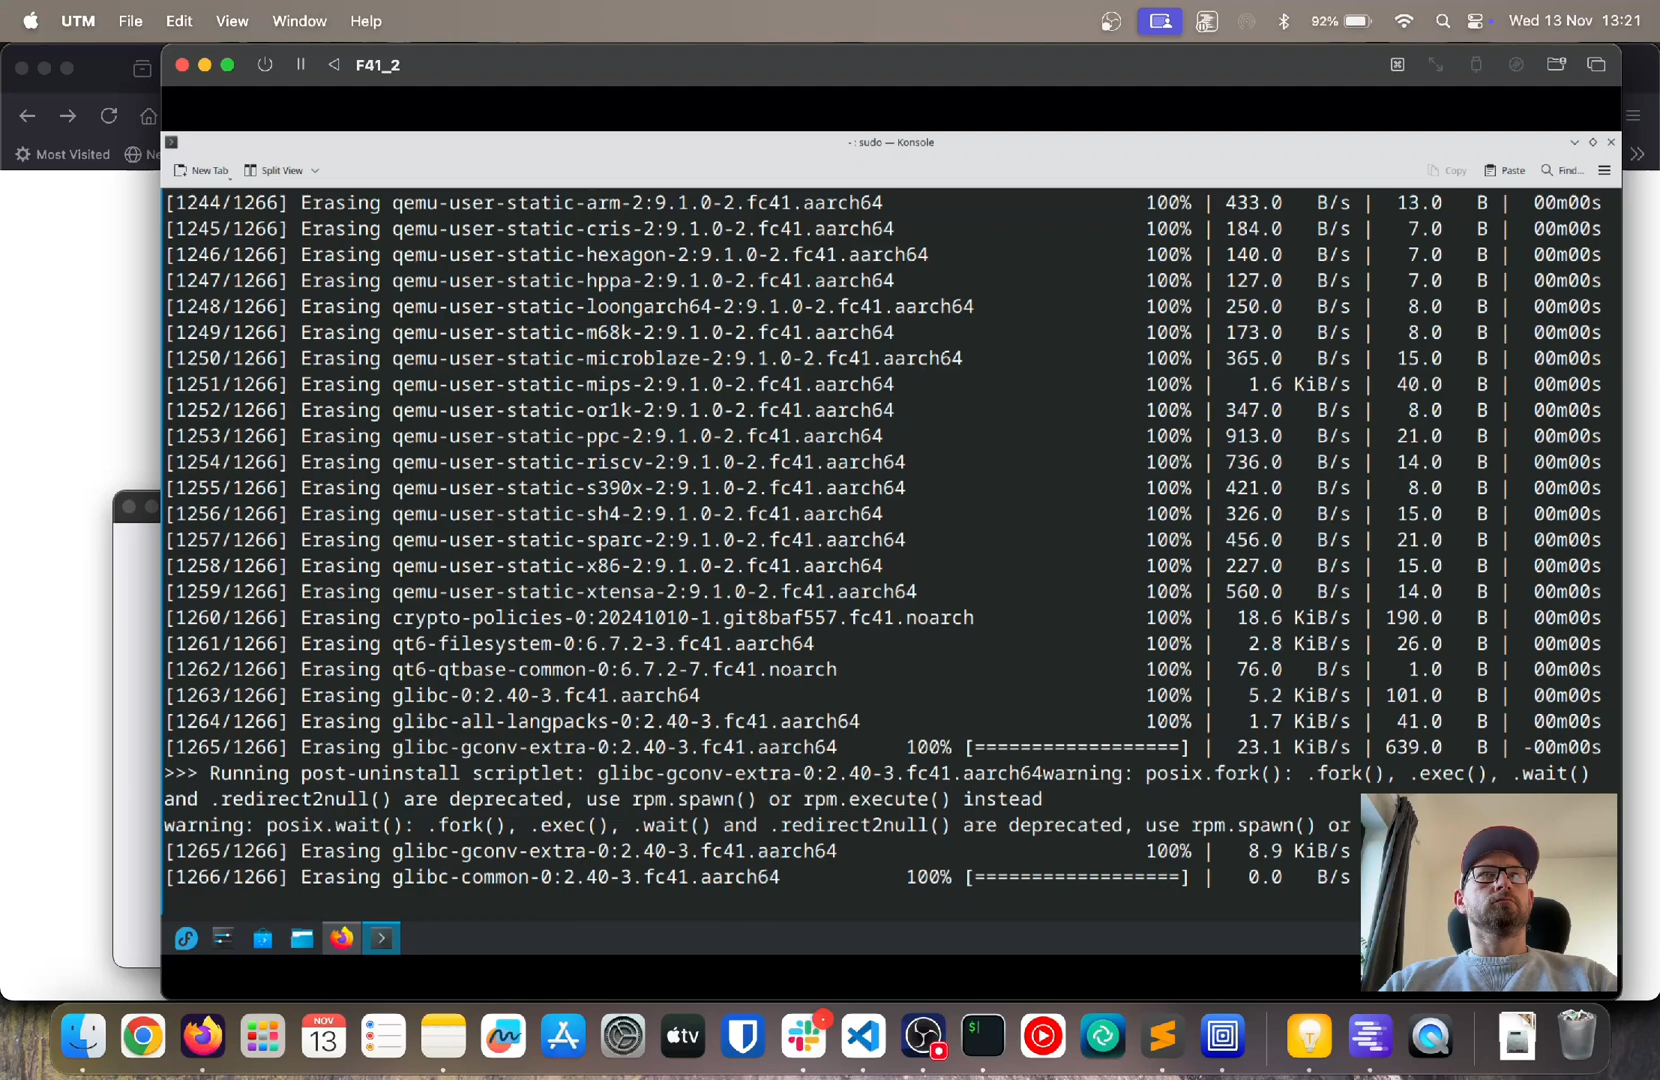 UTM File Edit View Window Help 92% Wed 13 Nov 13:21
F41_2
- : sudo — Konsole
New Tab Split View Copy Paste Find...
Most Visited Ne
[1244/1266] Erasing qemu-user-static-arm-2:9.1.0-2.fc41.aarch64 100% | 433.0 B/s | 13.0 B | 00m00s
[1245/1266] Erasing qemu-user-static-cris-2:9.1.0-2.fc41.aarch64 100% | 184.0 B/s | 7.0 B | 00m00s
[1246/1266] Erasing qemu-user-static-hexagon-2:9.1.0-2.fc41.aarch64 100% | 140.0 B/s | 7.0 B | 00m00s
[1247/1266] Erasing qemu-user-static-hppa-2:9.1.0-2.fc41.aarch64 100% | 127.0 B/s | 7.0 B | 00m00s
[1248/1266] Erasing qemu-user-static-loongarch64-2:9.1.0-2.fc41.aarch64 100% | 250.0 B/s | 8.0 B | 00m00s
[1249/1266] Erasing qemu-user-static-m68k-2:9.1.0-2.fc41.aarch64 100% | 173.0 B/s | 8.0 B | 00m00s
[1250/1266] Erasing qemu-user-static-microblaze-2:9.1.0-2.fc41.aarch64 100% | 365.0 B/s | 15.0 B | 00m00s
[1251/1266] Erasing qemu-user-static-mips-2:9.1.0-2.fc41.aarch64 100% | 1.6 KiB/s | 40.0 B | 00m00s
[1252/1266] Erasing qemu-user-static-or1k-2:9.1.0-2.fc41.aarch64 100% | 347.0 B/s | 8.0 B | 00m00s
[1253/1266] Erasing qemu-user-static-ppc-2:9.1.0-2.fc41.aarch64 100% | 913.0 B/s | 21.0 B | 00m00s
[1254/1266] Erasing qemu-user-static-riscv-2:9.1.0-2.fc41.aarch64 100% | 736.0 B/s | 14.0 B | 00m00s
[1255/1266] Erasing qemu-user-static-s390x-2:9.1.0-2.fc41.aarch64 100% | 421.0 B/s | 8.0 B | 00m00s
[1256/1266] Erasing qemu-user-static-sh4-2:9.1.0-2.fc41.aarch64 100% | 326.0 B/s | 15.0 B | 00m00s
[1257/1266] Erasing qemu-user-static-sparc-2:9.1.0-2.fc41.aarch64 100% | 456.0 B/s | 21.0 B | 00m00s
[1258/1266] Erasing qemu-user-static-x86-2:9.1.0-2.fc41.aarch64 100% | 227.0 B/s | 15.0 B | 00m00s
[1259/1266] Erasing qemu-user-static-xtensa-2:9.1.0-2.fc41.aarch64 100% | 560.0 B/s | 14.0 B | 00m00s
[1260/1266] Erasing crypto-policies-0:20241010-1.git8baf557.fc41.noarch 100% | 18.6 KiB/s | 190.0 B | 00m00s
[1261/1266] Erasing qt6-filesystem-0:6.7.2-3.fc41.aarch64 100% | 2.8 KiB/s | 26.0 B | 00m00s
[1262/1266] Erasing qt6-qtbase-common-0:6.7.2-7.fc41.noarch 100% | 76.0 B/s | 1.0 B | 00m00s
[1263/1266] Erasing glibc-0:2.40-3.fc41.aarch64 100% | 5.2 KiB/s | 101.0 B | 00m00s
[1264/1266] Erasing glibc-all-langpacks-0:2.40-3.fc41.aarch64 100% | 1.7 KiB/s | 41.0 B | 00m00s
[1265/1266] Erasing glibc-gconv-extra-0:2.40-3.fc41.aarch64 100% [==================] | 23.1 KiB/s | 639.0 B | -00m00s
>>> Running post-uninstall scriptlet: glibc-gconv-extra-0:2.40-3.fc41.aarch64warning: posix.fork(): .fork(), .exec(), .wait()
and .redirect2null() are deprecated, use rpm.spawn() or rpm.execute() instead
warning: posix.wait(): .fork(), .exec(), .wait() and .redirect2null() are deprecated, use rpm.spawn() or
[1265/1266] Erasing glibc-gconv-extra-0:2.40-3.fc41.aarch64 100% | 8.9 KiB/s
[1266/1266] Erasing glibc-common-0:2.40-3.fc41.aarch64 100% [==================] | 0.0 B/s
NOV
13
tv
$